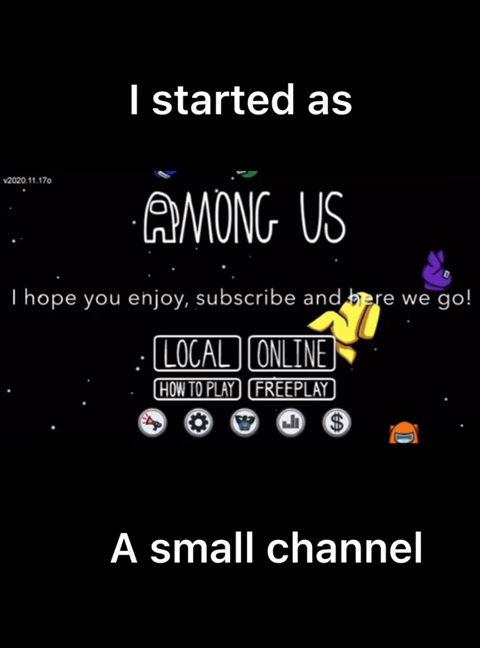 I started as
v2020.11.17o
AMONG US
I hope you enjoy, subscribe and here we go!
LOCAL ONLINE
HOW TO PLAY FREEPLAY
$
A small channel